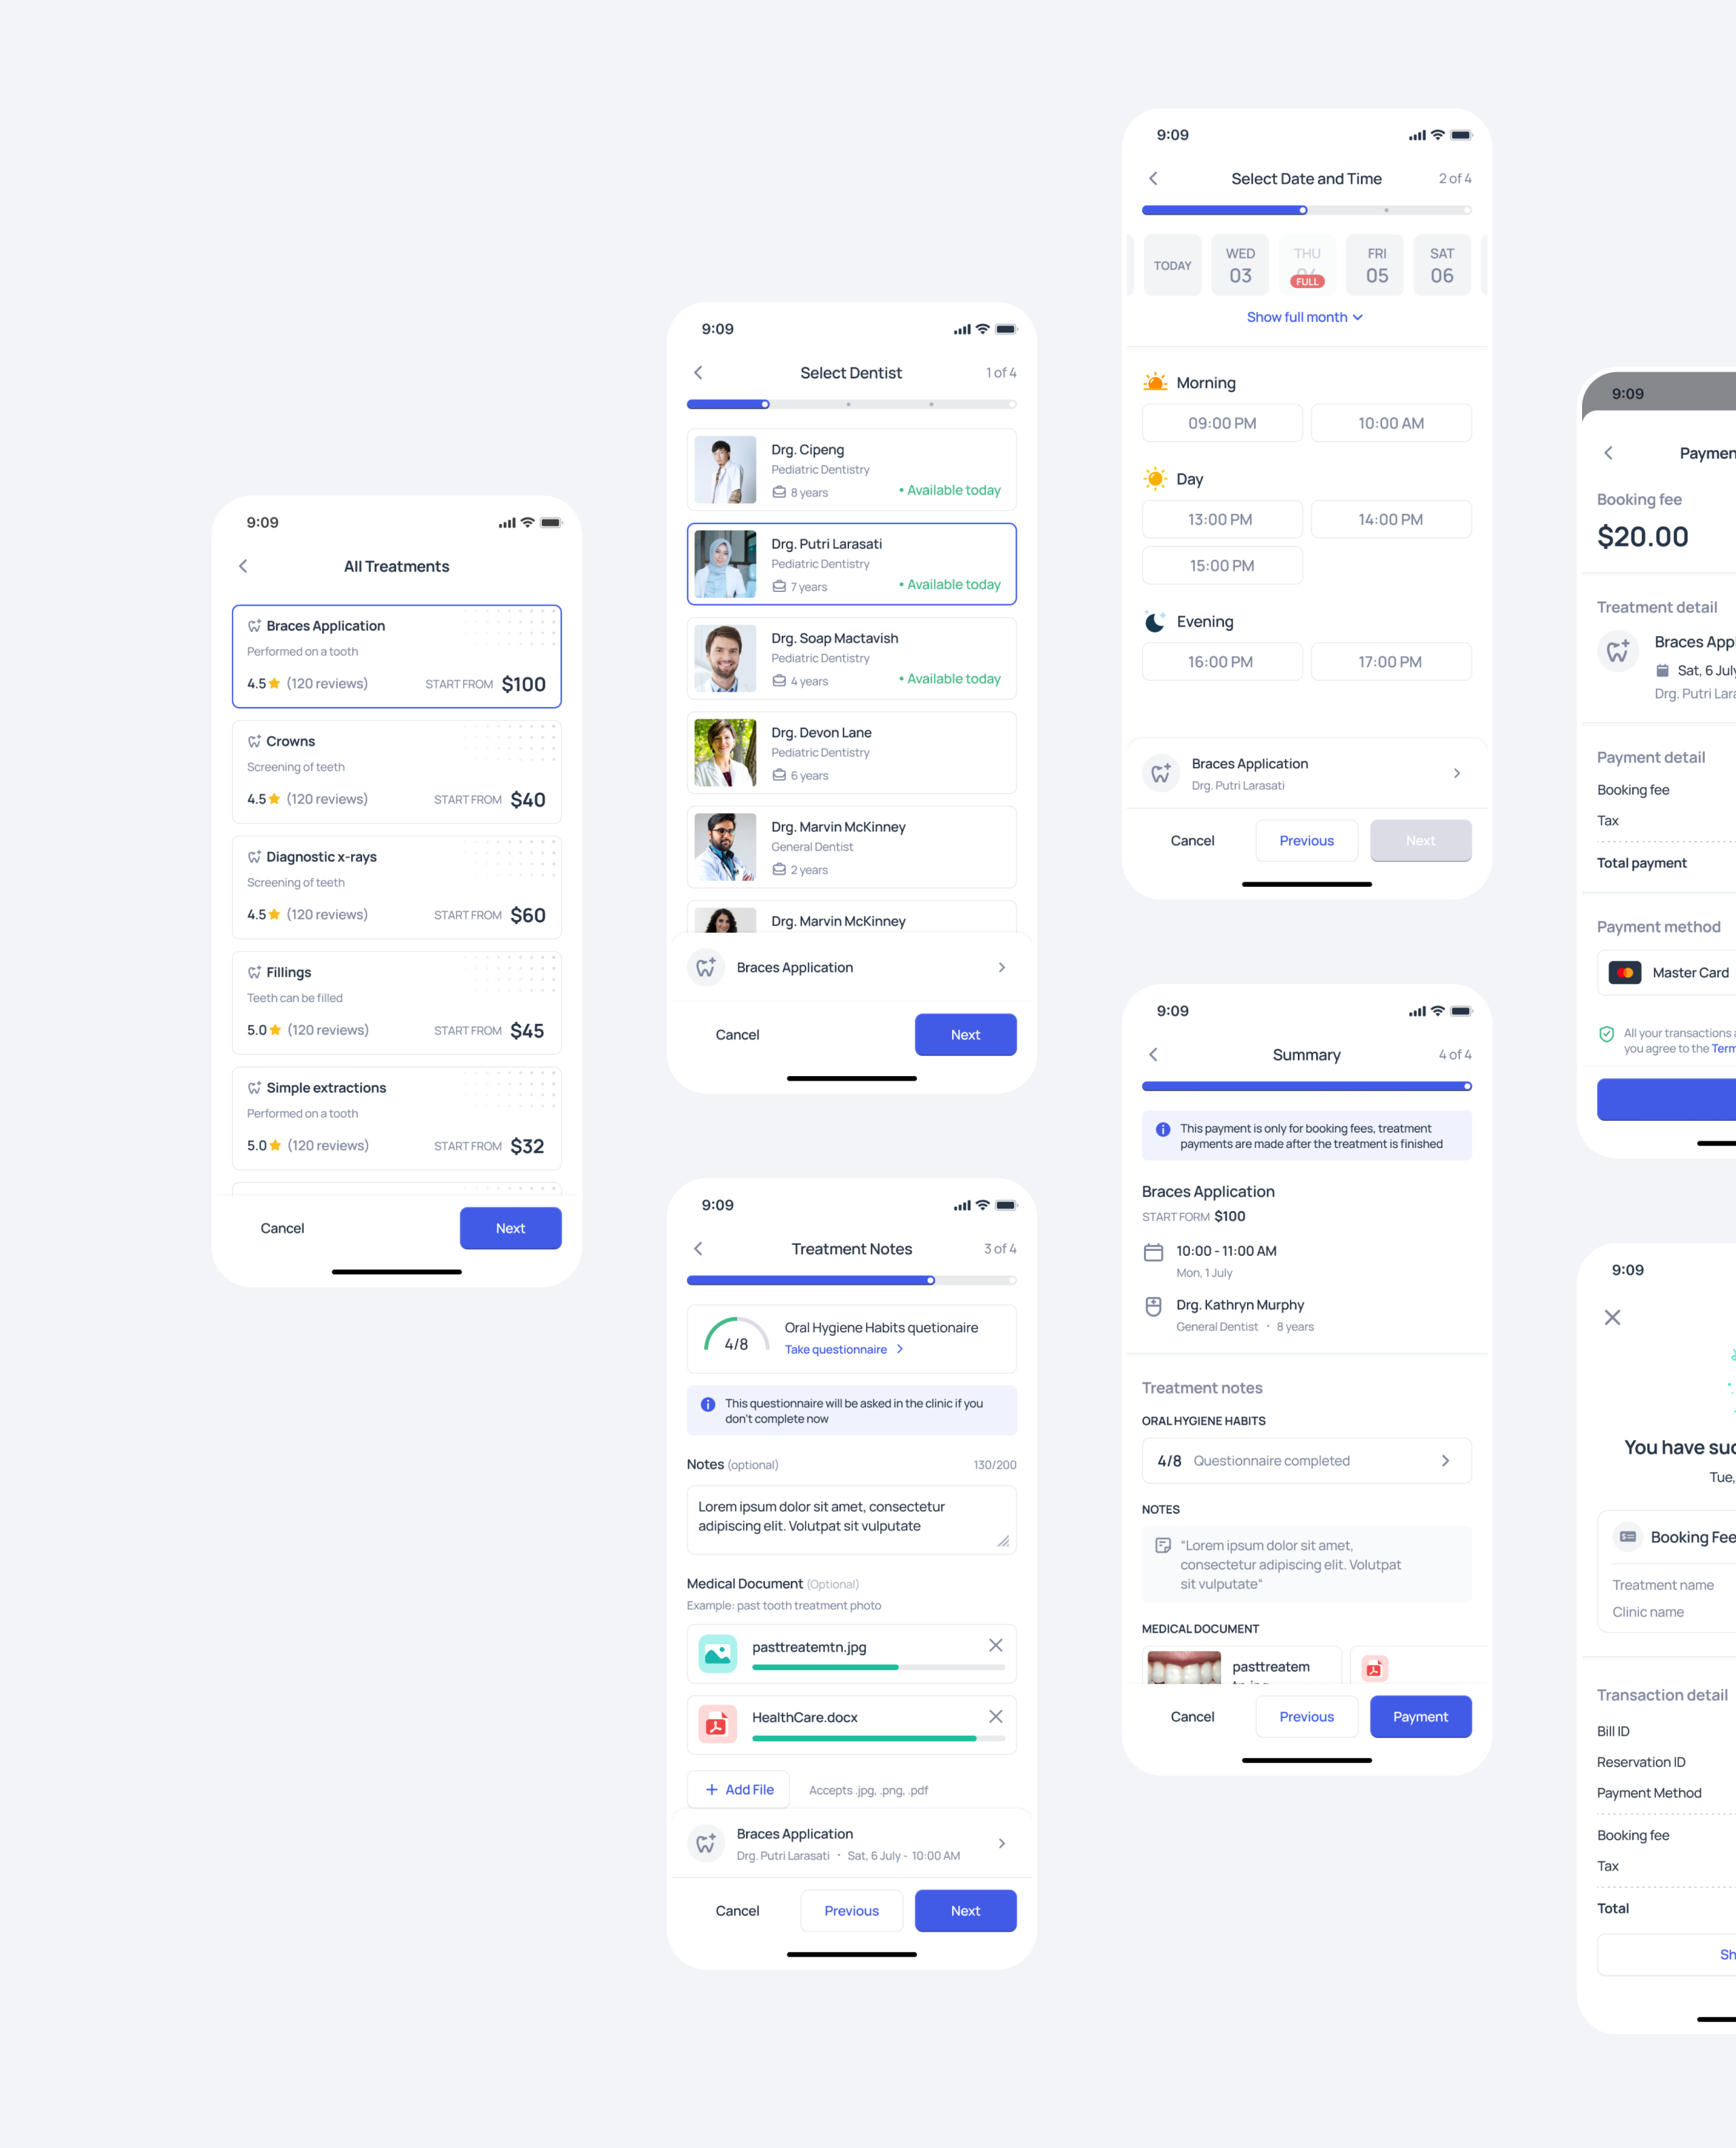 9:09
All Treatments
Braces Application
Performed on a tooth
4.5 (120 reviews) START FROM $100
Crowns
Screening of teeth
4.5 (120 reviews) START FROM $40
Diagnostic x-rays
Screening of teeth
4.5 (120 reviews) START FROM $60
Fillings
Teeth can be filled
5.0 (120 reviews) START FROM $45
Simple extractions
Performed on a tooth
5.0 (120 reviews) START FROM $32
Cancel Next
9:09
Select Dentist 1 of 4
Drg. Cipeng
Pediatric Dentistry
8 years • Available today
Drg. Putri Larasati
Pediatric Dentistry
7 years • Available today
Drg. Soap Mactavish
Pediatric Dentistry
4 years • Available today
Drg. Devon Lane
Pediatric Dentistry
6 years
Drg. Marvin McKinney
General Dentist
2 years
Drg. Marvin McKinney
Braces Application
Cancel Next
9:09
Treatment Notes 3 of 4
4/8
Oral Hygiene Habits quetionaire
Take questionnaire
This questionnaire will be asked in the clinic if you
don't complete now
Notes (optional) 130/200
Lorem ipsum dolor sit amet, consectetur
adipiscing elit. Volutpat sit vulputate
Medical Document (Optional)
Example: past tooth treatment photo
pasttreatemtn.jpg
HealthCare.docx
+ Add File Accepts .jpg, .png, .pdf
Braces Application
Drg. Putri Larasati • Sat, 6 July - 10:00 AM
Cancel Previous Next
9:09
Select Date and Time 2 of 4
TODAY
WED
03
THU
FULL
FRI
05
SAT
06
Show full month
Morning
09:00 PM 10:00 AM
Day
13:00 PM 14:00 PM
15:00 PM
Evening
16:00 PM 17:00 PM
Braces Application
Drg. Putri Larasati
Cancel Previous Next
9:09
Summary 4 of 4
This payment is only for booking fees, treatment
payments are made after the treatment is finished
Braces Application
START FORM $100
10:00 - 11:00 AM
Mon, 1 July
Drg. Kathryn Murphy
General Dentist • 8 years
Treatment notes
ORAL HYGIENE HABITS
4/8 Questionnaire completed
NOTES
“Lorem ipsum dolor sit amet,
consectetur adipiscing elit. Volutpat
sit vulputate“
MEDICAL DOCUMENT
pasttreatem
Cancel Previous Payment
9:09
Paymen
Booking fee
$20.00
Treatment detail
Braces App
Sat, 6 July
Drg. Putri Lara
Payment detail
Booking fee
Tax
Total payment
Payment method
Master Card
All your transactions
you agree to the Term
9:09
You have suc
Tue,
Booking Fee
Treatment name
Clinic name
Transaction detail
Bill ID
Reservation ID
Payment Method
Booking fee
Tax
Total
Sh